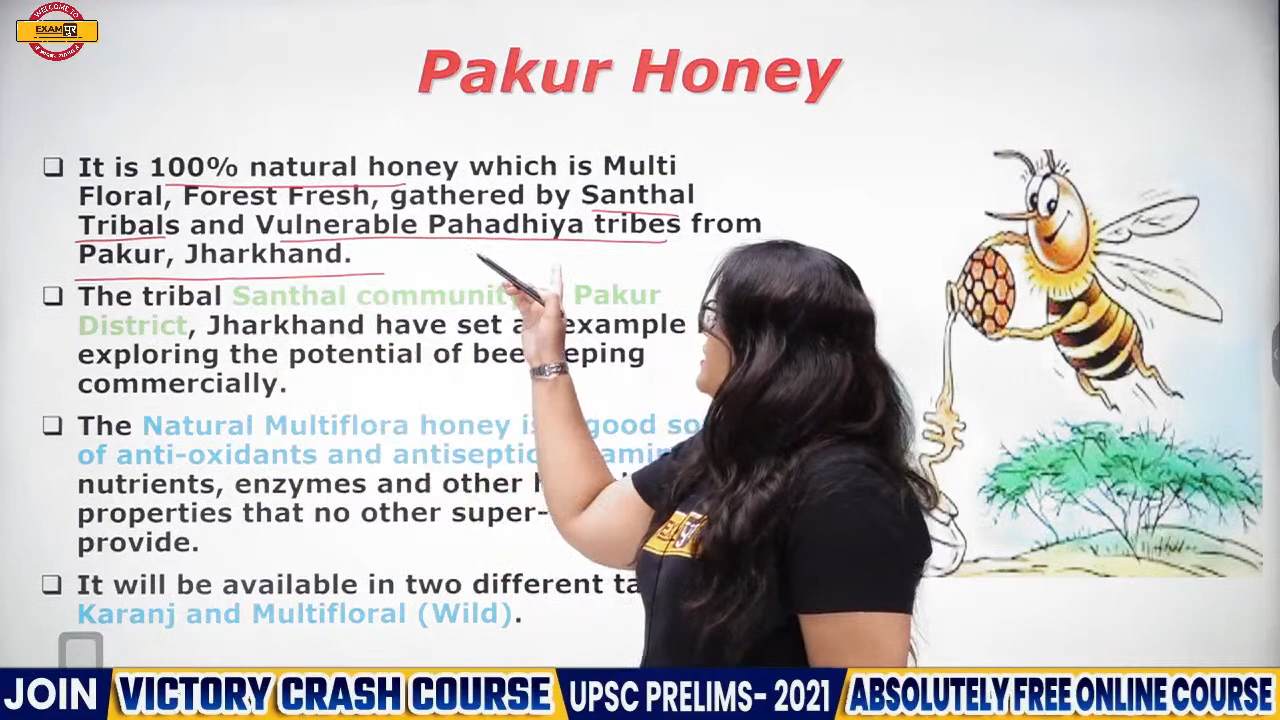 WELCOME TO
EXAMपुर
Pakur Honey
❑ It is 100% natural honey which is Multi
Floral, Forest Fresh, gathered by Santhal
Tribals and Vulnerable Pahadhiya tribes from
Pakur, Jharkhand.
❑ The tribal Santhal community Pakur
District, Jharkhand have set example
exploring the potential of
commercially.
❑ The Natural Multiflora honey good
of anti-oxidants and antiseptic
nutrients, enzymes and other
properties that no other super-
provide.
❑ It will be available in two different
Karanj and Multifloral (Wild).
JOIN VICTORY CRASH COURSE UPSC PRELIMS- 2021 ABSOLUTELY FREE ONLINE COURSE